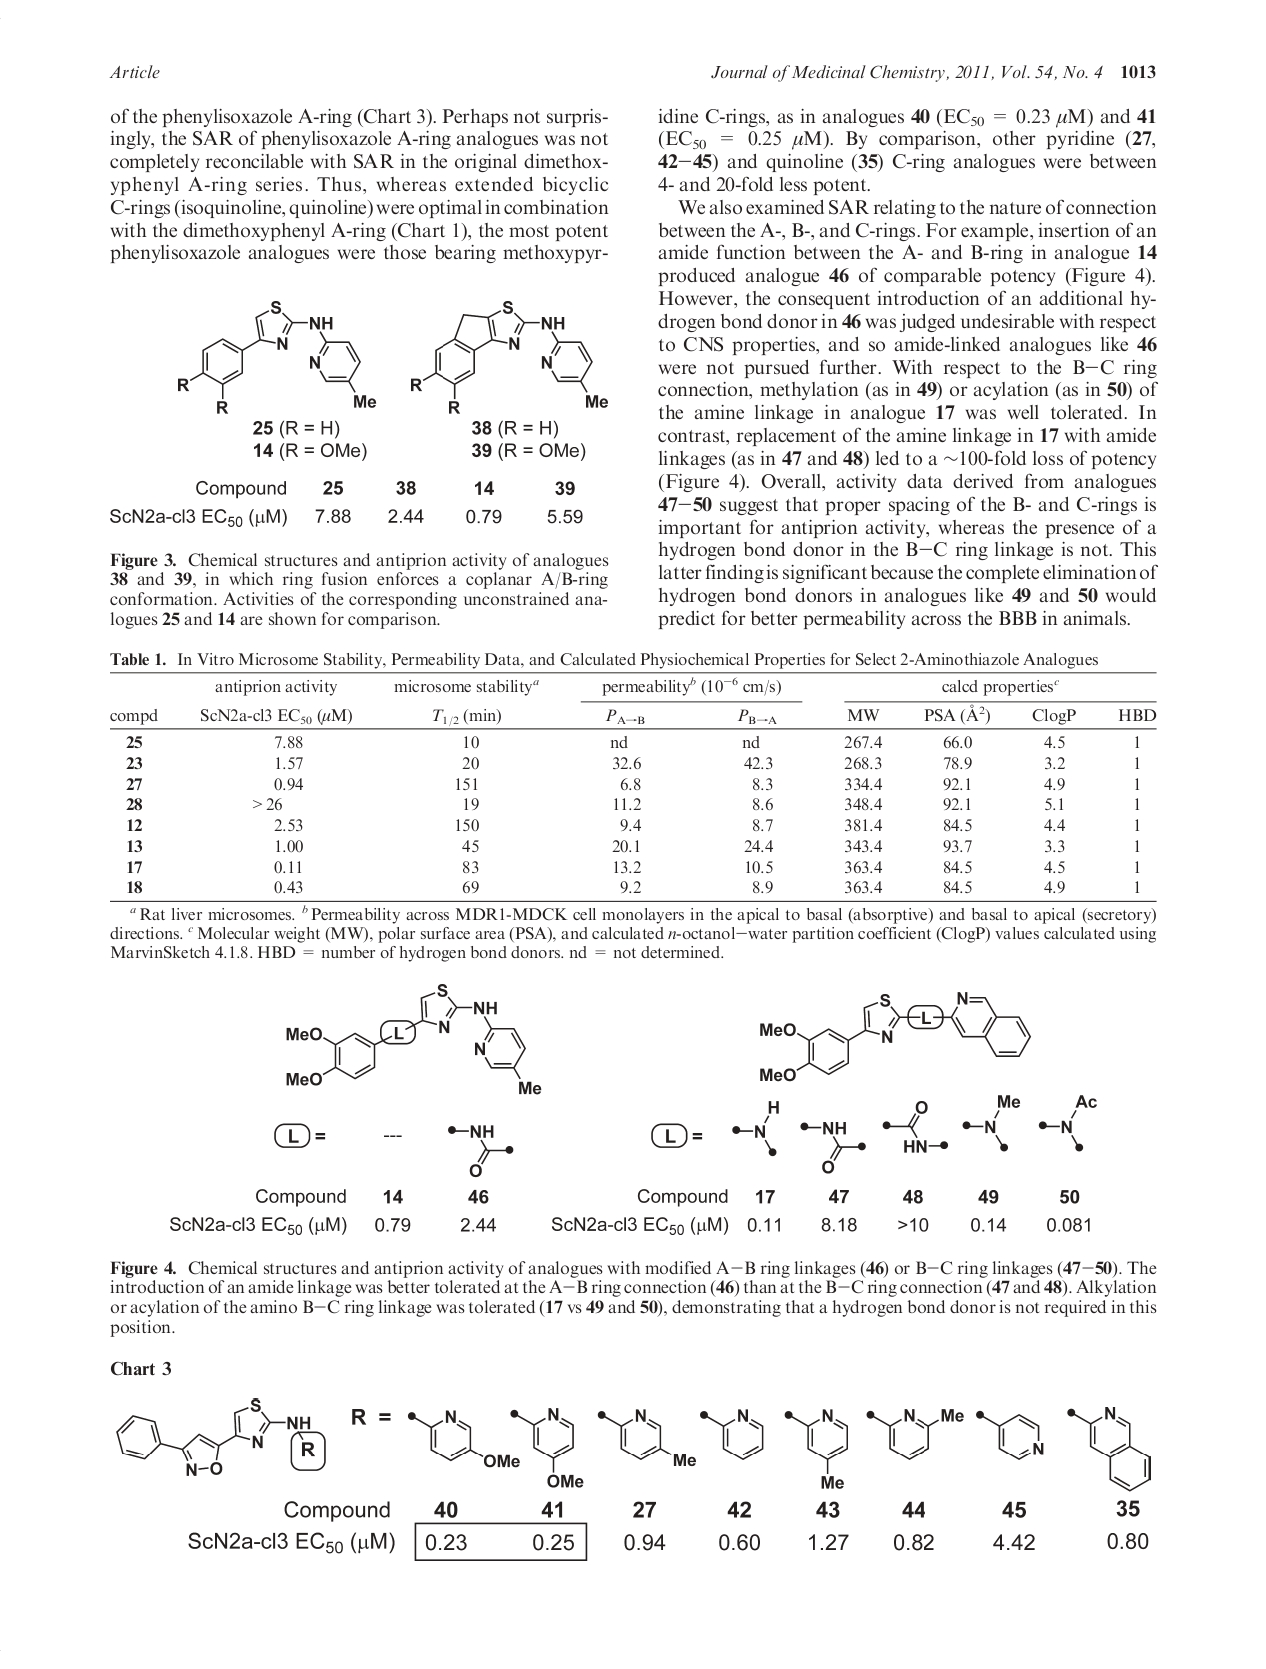 Article
Journal of Medicinal Chemistry, 2011, Vol. 54, No. 4 1013
of the phenylisoxazole A-ring (Chart 3). Perhaps not surpris-
ingly, the SAR of phenylisoxazole A-ring analogues was not
completely reconcilable with SAR in the original dimethox-
yphenyl A-ring series. Thus, whereas extended bicyclic
C-rings (isoquinoline, quinoline) were optimal in combination
with the dimethoxyphenyl A-ring (Chart 1), the most potent
phenylisoxazole analogues were those bearing methoxypyr-
S
NH
N
N
R
R
Me
25 (R = H)
14 (R = OMe)
S
NH
N
N
R
R
Me
38 (R = H)
39 (R = OMe)
Compound 25 38 14 39
ScN2a-cl3 EC50 (μM) 7.88 2.44 0.79 5.59
Figure 3. Chemical structures and antiprion activity of analogues
38 and 39, in which ring fusion enforces a coplanar A/B-ring
conformation. Activities of the corresponding unconstrained ana-
logues 25 and 14 are shown for comparison.
idine C-rings, as in analogues 40 (EC50 = 0.23 μM) and 41
(EC50 = 0.25 μM). By comparison, other pyridine (27,
42−45) and quinoline (35) C-ring analogues were between
4- and 20-fold less potent.
We also examined SAR relating to the nature of connection
between the A-, B-, and C-rings. For example, insertion of an
amide function between the A- and B-ring in analogue 14
produced analogue 46 of comparable potency (Figure 4).
However, the consequent introduction of an additional hy-
drogen bond donor in 46 was judged undesirable with respect
to CNS properties, and so amide-linked analogues like 46
were not pursued further. With respect to the B−C ring
connection, methylation (as in 49) or acylation (as in 50) of
the amine linkage in analogue 17 was well tolerated. In
contrast, replacement of the amine linkage in 17 with amide
linkages (as in 47 and 48) led to a ∼100-fold loss of potency
(Figure 4). Overall, activity data derived from analogues
47−50 suggest that proper spacing of the B- and C-rings is
important for antiprion activity, whereas the presence of a
hydrogen bond donor in the B−C ring linkage is not. This
latter finding is significant because the complete elimination of
hydrogen bond donors in analogues like 49 and 50 would
predict for better permeability across the BBB in animals.
Table 1. In Vitro Microsome Stability, Permeability Data, and Calculated Physiochemical Properties for Select 2-Aminothiazole Analogues
antiprion activity microsome stability^a permeability^b (10−6 cm/s) calcd properties^c
compd ScN2a-cl3 EC50 (μM) T1/2 (min) PA→B PB→A MW PSA (Å2) ClogP HBD
25 7.88 10 nd nd 267.4 66.0 4.5 1
23 1.57 20 32.6 42.3 268.3 78.9 3.2 1
27 0.94 151 6.8 8.3 334.4 92.1 4.9 1
28 > 26 19 11.2 8.6 348.4 92.1 5.1 1
12 2.53 150 9.4 8.7 381.4 84.5 4.4 1
13 1.00 45 20.1 24.4 343.4 93.7 3.3 1
17 0.11 83 13.2 10.5 363.4 84.5 4.5 1
18 0.43 69 9.2 8.9 363.4 84.5 4.9 1
a Rat liver microsomes. b Permeability across MDR1-MDCK cell monolayers in the apical to basal (absorptive) and basal to apical (secretory)
directions. c Molecular weight (MW), polar surface area (PSA), and calculated n-octanol−water partition coefficient (ClogP) values calculated using
MarvinSketch 4.1.8. HBD = number of hydrogen bond donors. nd = not determined.
S
NH
N
N
L
MeO
MeO
Me
L = --- NH O
Compound 14 46
ScN2a-cl3 EC50 (μM) 0.79 2.44
S
N
L
N
MeO
MeO
L = H N NH O O HN Me N Ac N
Compound 17 47 48 49 50
ScN2a-cl3 EC50 (μM) 0.11 8.18 >10 0.14 0.081
Figure 4. Chemical structures and antiprion activity of analogues with modified A−B ring linkages (46) or B−C ring linkages (47−50). The
introduction of an amide linkage was better tolerated at the A−B ring connection (46) than at the B−C ring connection (47 and 48). Alkylation
or acylation of the amino B−C ring linkage was tolerated (17 vs 49 and 50), demonstrating that a hydrogen bond donor is not required in this
position.
Chart 3
S
NH
N
R
N-O
R =
N OMe
N OMe
N Me
N
N Me
N Me
N
N
Compound 40 41 27 42 43 44 45 35
ScN2a-cl3 EC50 (μM) 0.23 0.25 0.94 0.60 1.27 0.82 4.42 0.80